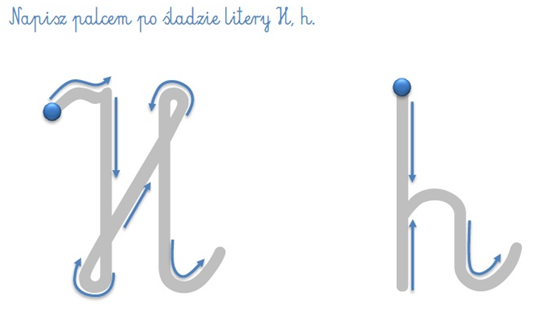 Napisz palcem po śladzie litery H, h.
H h